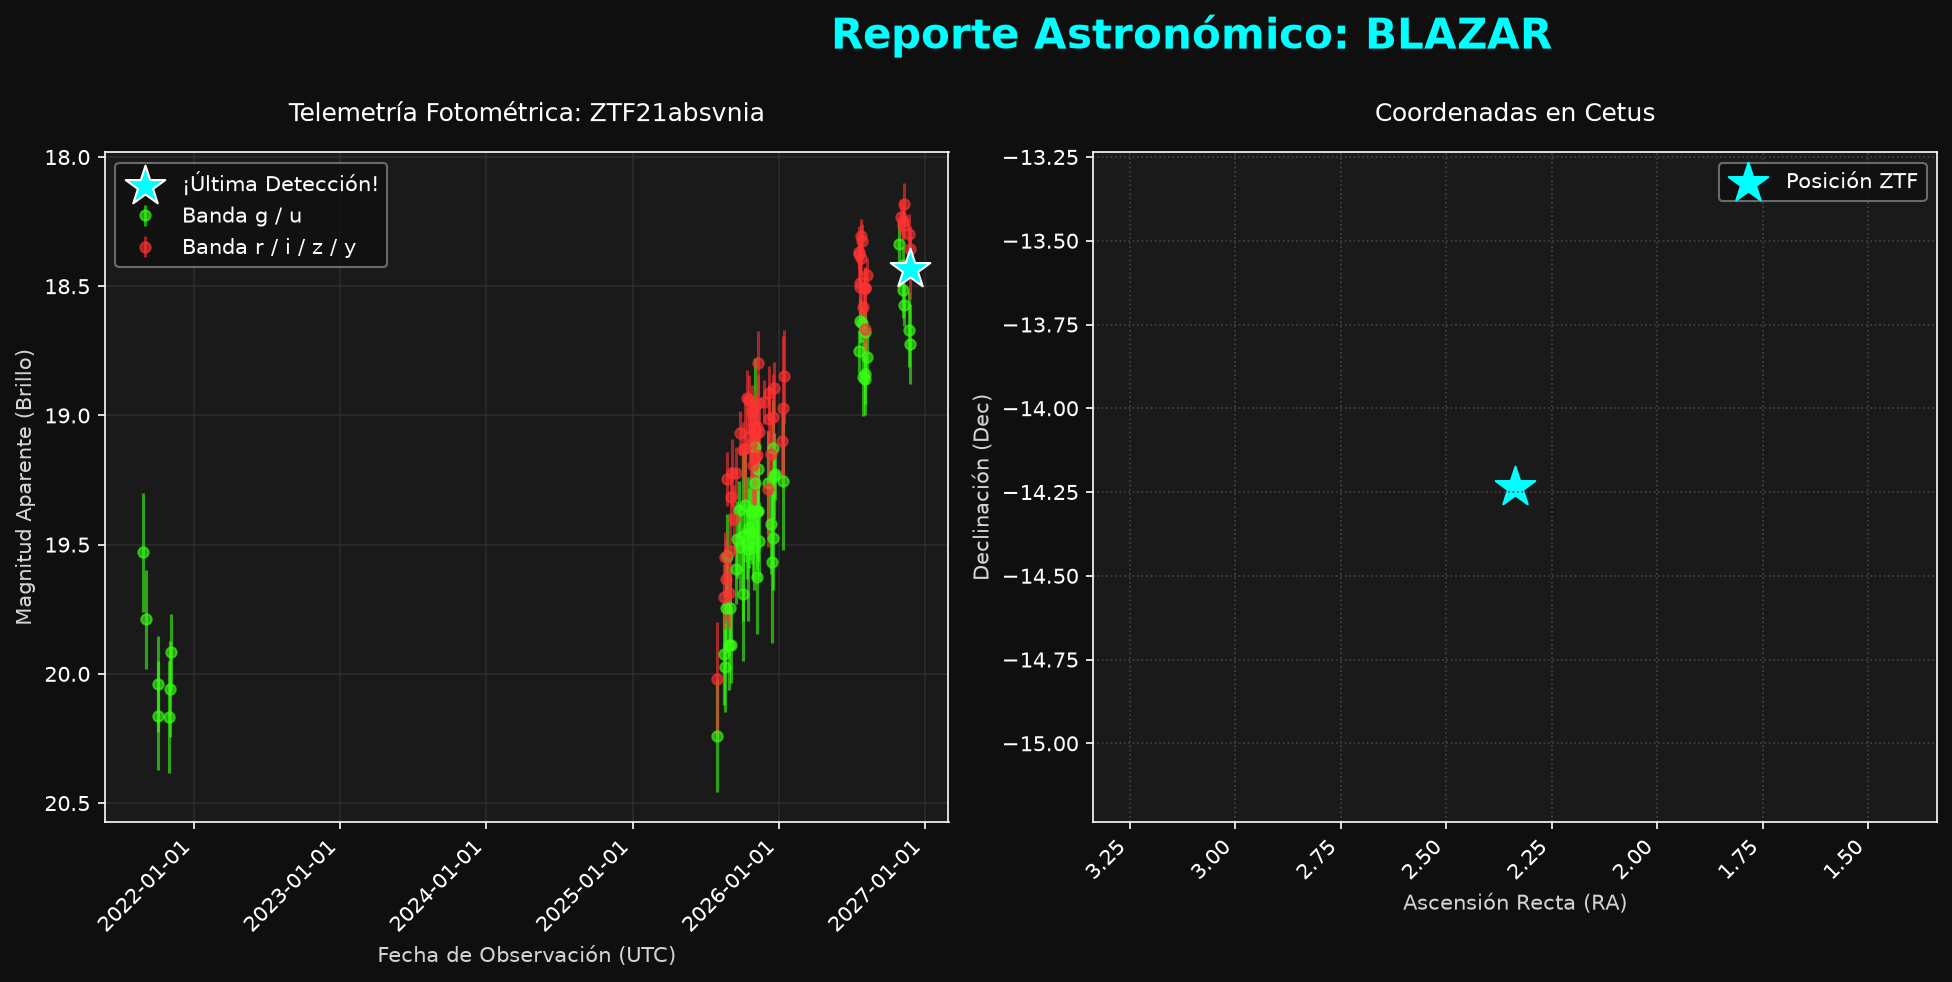 Reporte Astronómico: BLAZAR
Telemetría Fotométrica: ZTF21absvnia
¡Última Detección!
Banda g / u
Banda r / i / z / y
Magnitud Aparente (Brillo)
18.0
18.5
19.0
19.5
20.0
20.5
2022-01-01
2023-01-01
2024-01-01
2025-01-01
2026-01-01
2027-01-01
Fecha de Observación (UTC)
Coordenadas en Cetus
Posición ZTF
Declinación (Dec)
−13.25
−13.50
−13.75
−14.00
−14.25
−14.50
−14.75
−15.00
3.25
3.00
2.75
2.50
2.25
2.00
1.75
1.50
Ascensión Recta (RA)